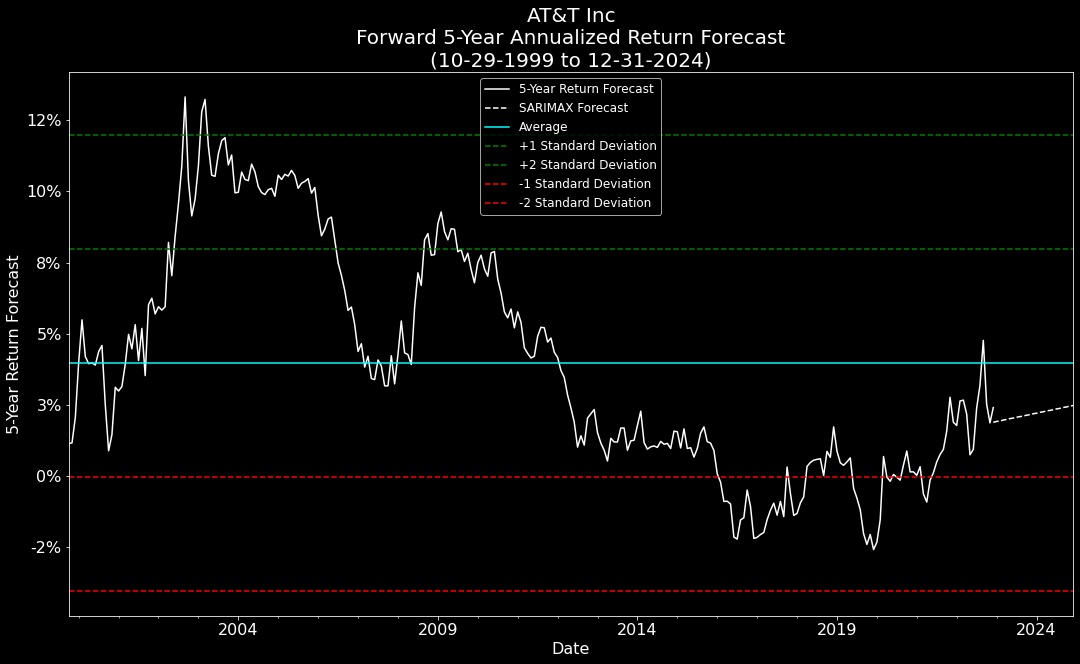 AT&T Inc
Forward 5-Year Annualized Return Forecast
(10-29-1999 to 12-31-2024)
5-Year Return Forecast
SARIMAX Forecast
Average
+1 Standard Deviation
+2 Standard Deviation
-1 Standard Deviation
-2 Standard Deviation
12%
10%
8%
5%
3%
0%
-2%
5-Year Return Forecast
2004
2009
2014
2019
2024
Date